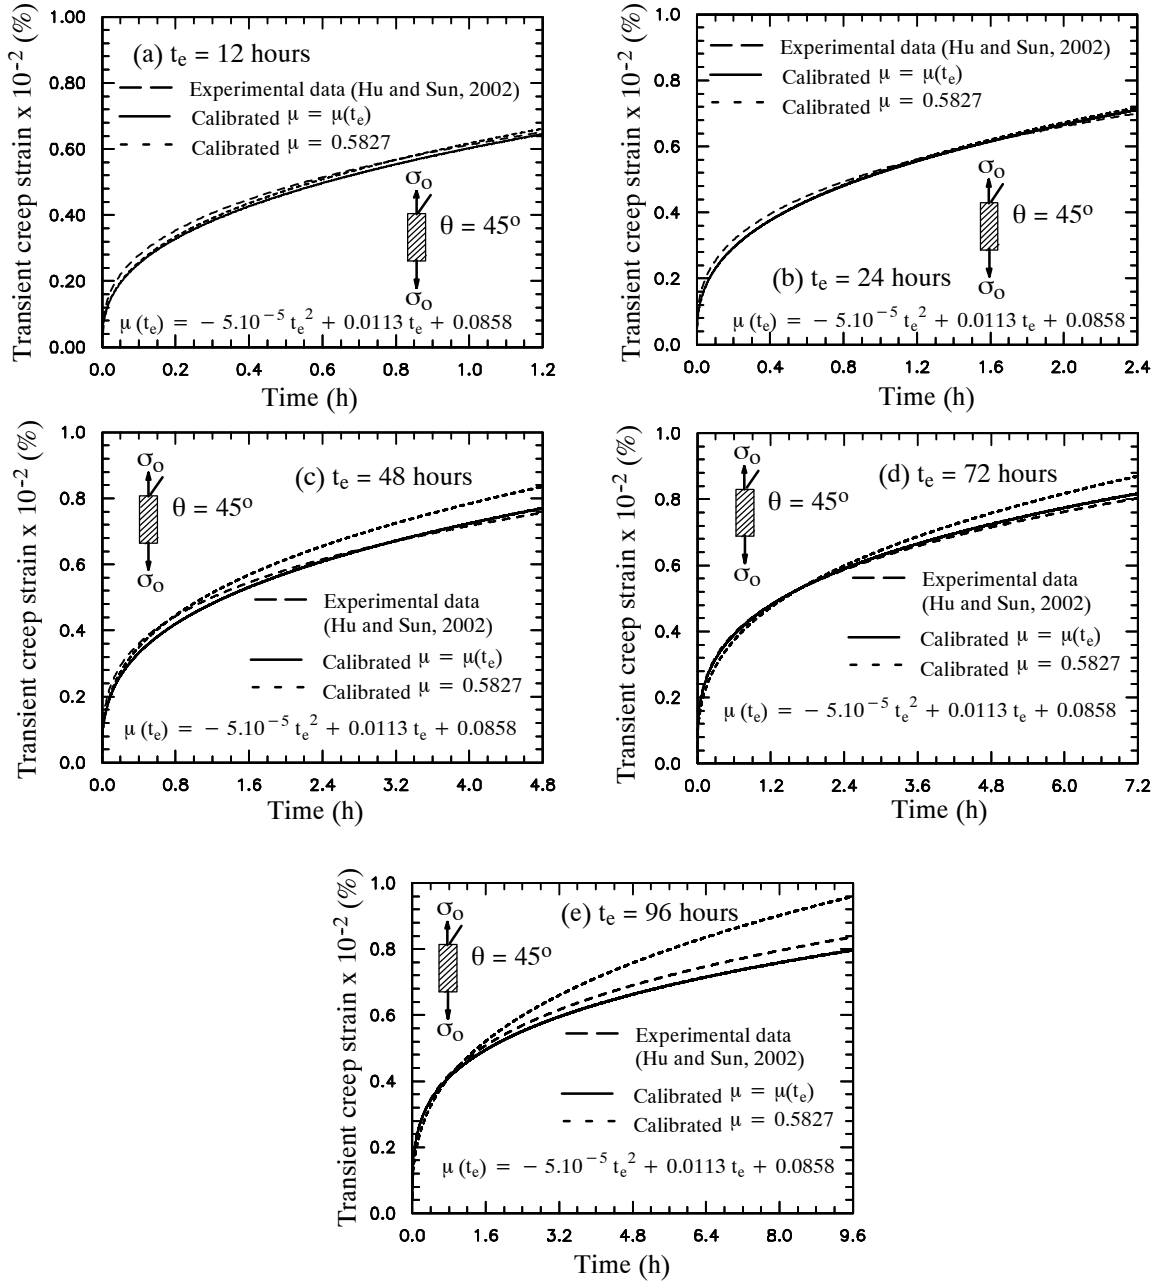 Transient creep strain x 10⁻² (%)
1.00
0.80
0.60
0.40
0.20
0.00
(a) tₑ = 12 hours
Experimental data (Hu and Sun, 2002)
Calibrated μ = μ(tₑ)
Calibrated μ = 0.5827
σₒ
θ = 45º
σₒ
μ (tₑ) = − 5.10⁻⁵ tₑ² + 0.0113 tₑ + 0.0858
0.0 0.2 0.4 0.6 0.8 1.0 1.2
Time (h)
Transient creep strain x 10⁻² (%)
1.0
0.8
0.6
0.4
0.2
0.0
Experimental data (Hu and Sun, 2002)
Calibrated μ = μ(tₑ)
Calibrated μ = 0.5827
σₒ
θ = 45º
σₒ
(b) tₑ = 24 hours
μ (tₑ) = − 5.10⁻⁵ tₑ² + 0.0113 tₑ + 0.0858
0.0 0.4 0.8 1.2 1.6 2.0 2.4
Time (h)
Transient creep strain x 10⁻² (%)
1.0
0.8
0.6
0.4
0.2
0.0
σₒ
θ = 45º
σₒ
(c) tₑ = 48 hours
Experimental data
(Hu and Sun, 2002)
Calibrated μ = μ(tₑ)
Calibrated μ = 0.5827
μ (tₑ) = − 5.10⁻⁵ tₑ² + 0.0113 tₑ + 0.0858
0.0 0.8 1.6 2.4 3.2 4.0 4.8
Time (h)
Transient creep strain x 10⁻² (%)
1.0
0.8
0.6
0.4
0.2
0.0
σₒ
θ = 45º
σₒ
(d) tₑ = 72 hours
Experimental data
(Hu and Sun, 2002)
Calibrated μ = μ(tₑ)
Calibrated μ = 0.5827
μ (tₑ) = − 5.10⁻⁵ tₑ² + 0.0113 tₑ + 0.0858
0.0 1.2 2.4 3.6 4.8 6.0 7.2
Time (h)
Transient creep strain x 10⁻² (%)
1.0
0.8
0.6
0.4
0.2
0.0
σₒ
θ = 45º
σₒ
(e) tₑ = 96 hours
Experimental data
(Hu and Sun, 2002)
Calibrated μ = μ(tₑ)
Calibrated μ = 0.5827
μ (tₑ) = − 5.10⁻⁵ tₑ² + 0.0113 tₑ + 0.0858
0.0 1.6 3.2 4.8 6.4 8.0 9.6
Time (h)